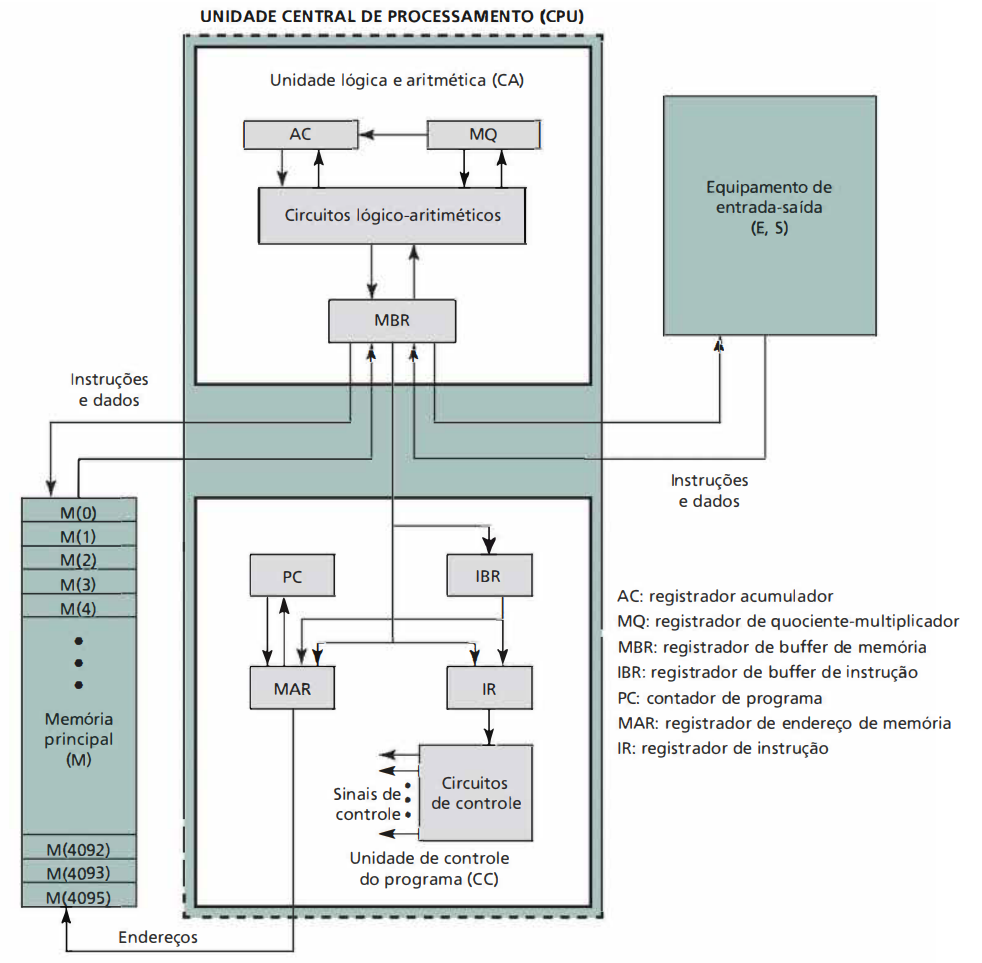 UNIDADE CENTRAL DE PROCESSAMENTO (CPU)
Unidade lógica e aritmética (CA)
AC
MQ
Circuitos lógico-aritiméticos
MBR
Equipamento de
entrada-saída
(E, S)
Instruções
e dados
Instruções
e dados
M(0)
M(1)
M(2)
M(3)
M(4)
Memória
principal
(M)
M(4092)
M(4093)
M(4095)
PC
IBR
MAR
IR
Circuitos
de controle
Sinais de
controle
Unidade de controle
do programa (CC)
Endereços
AC: registrador acumulador
MQ: registrador de quociente-multiplicador
MBR: registrador de buffer de memória
IBR: registrador de buffer de instrução
PC: contador de programa
MAR: registrador de endereço de memória
IR: registrador de instrução